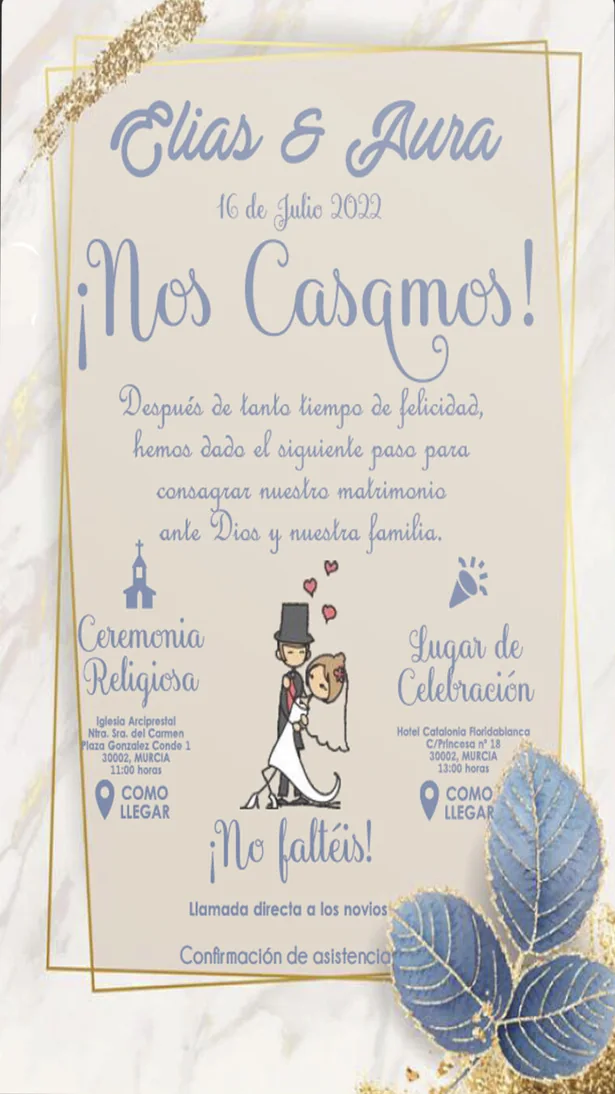 Elias & Aura
16 de Julio 2022
¡Nos Casamos!
Después de tanto tiempo de felicidad,
hemos dado el siguiente paso para
consagrar nuestro matrimonio
ante Dios y nuestra familia.
Ceremonia
Religiosa
Iglesia Arciprestal
Ntra. Sra. del Carmen
Plaza Gonzalez Conde 1
30002, MURCIA
11:00 horas
COMO
LLEGAR
Lugar de
Celebración
Hotel Catalonia Floridablanca
C/Princesa nº 18
30002, MURCIA
13:00 horas
COMO
LLEGAR
¡No faltéis!
Llamada directa a los novios
Confirmación de asistencia